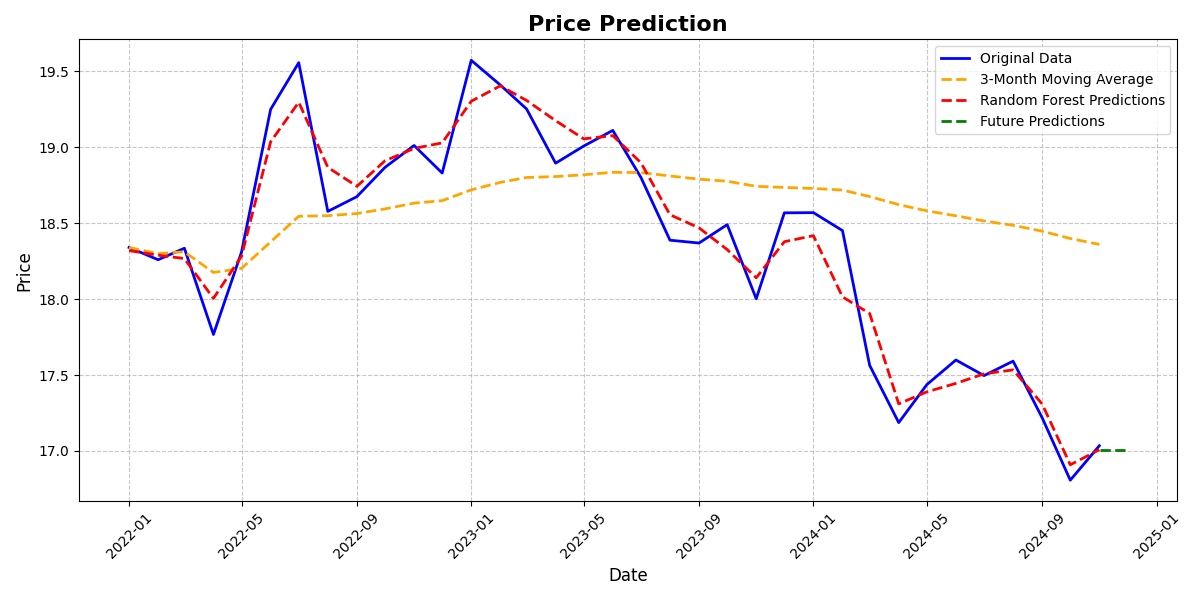 Price Prediction
Original Data
3-Month Moving Average
Random Forest Predictions
Future Predictions
Price
19.5
19.0
18.5
18.0
17.5
17.0
2022-01
2022-05
2022-09
2023-01
2023-05
2023-09
2024-01
2024-05
2024-09
2025-01
Date